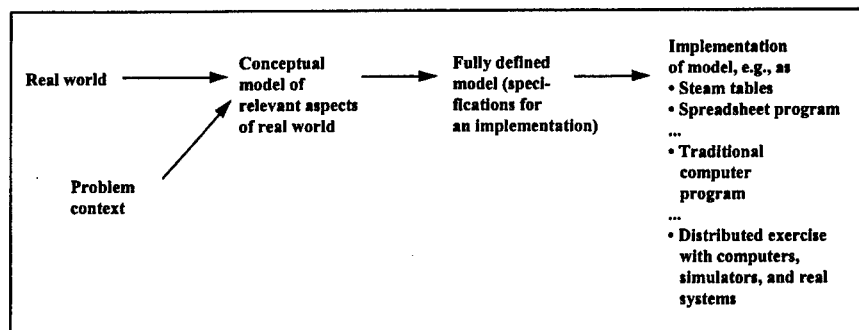 Real world
Conceptual
model of
relevant aspects
of real world
Fully defined
model (speci-
fications for
an implementation)
Implementation
of model, e.g., as
• Steam tables
• Spreadsheet program
...
• Traditional
computer
program
...
• Distributed exercise
with computers,
simulators, and real
systems
Problem
context